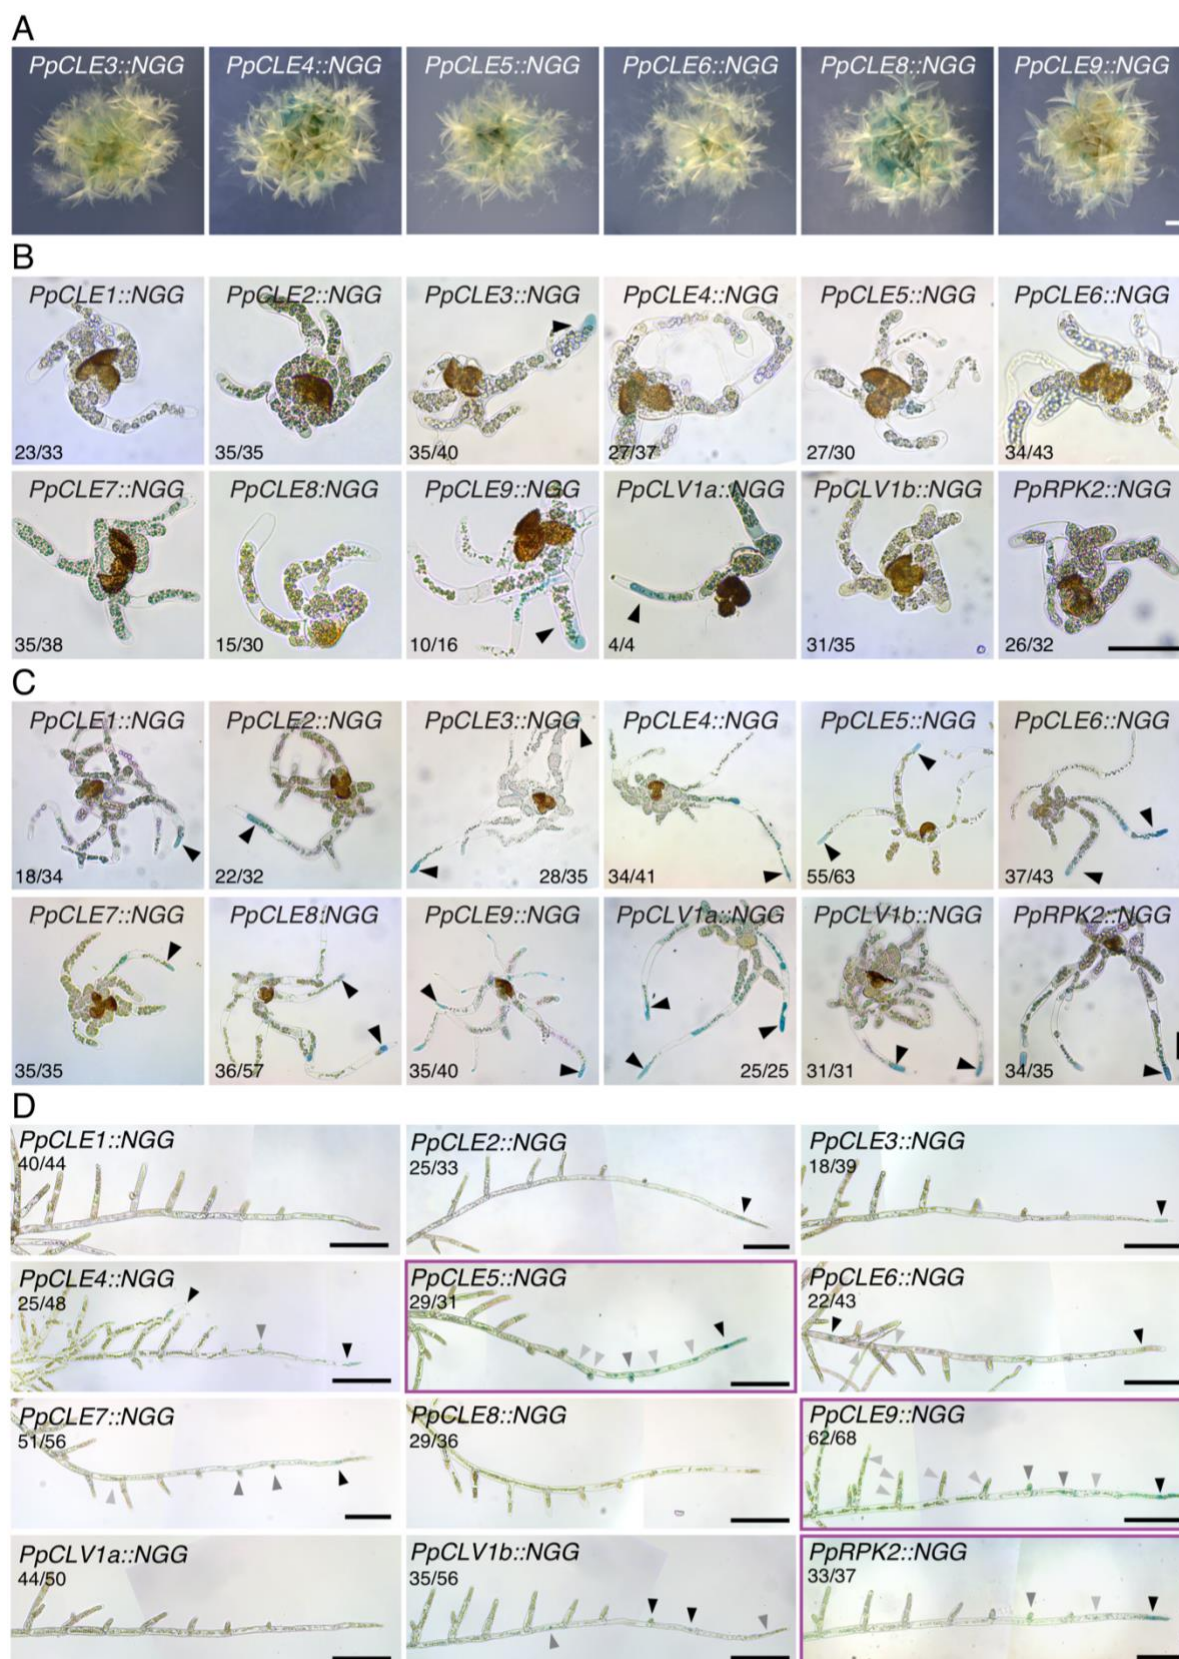 A
PpCLE3::NGG PpCLE4::NGG PpCLE5::NGG PpCLE6::NGG PpCLE8::NGG PpCLE9::NGG
B
PpCLE1::NGG PpCLE2::NGG PpCLE3::NGG PpCLE4::NGG PpCLE5::NGG PpCLE6::NGG
23/33 35/35 35/40 27/37 27/30 34/43
PpCLE7::NGG PpCLE8:NGG PpCLE9::NGG PpCLV1a::NGG PpCLV1b::NGG PpRPK2::NGG
35/38 15/30 10/16 4/4 31/35 26/32
C
PpCLE1::NGG PpCLE2::NGG PpCLE3::NGG PpCLE4::NGG PpCLE5::NGG PpCLE6::NGG
18/34 22/32 28/35 34/41 55/63 37/43
PpCLE7::NGG PpCLE8:NGG PpCLE9::NGG PpCLV1a::NGG PpCLV1b::NGG PpRPK2::NGG
35/35 36/57 35/40 25/25 31/31 34/35
D
PpCLE1::NGG PpCLE2::NGG PpCLE3::NGG
40/44 25/33 18/39
PpCLE4::NGG PpCLE5::NGG PpCLE6::NGG
25/48 29/31 22/43
PpCLE7::NGG PpCLE8::NGG PpCLE9::NGG
51/56 29/36 62/68
PpCLV1a::NGG PpCLV1b::NGG PpRPK2::NGG
44/50 35/56 33/37